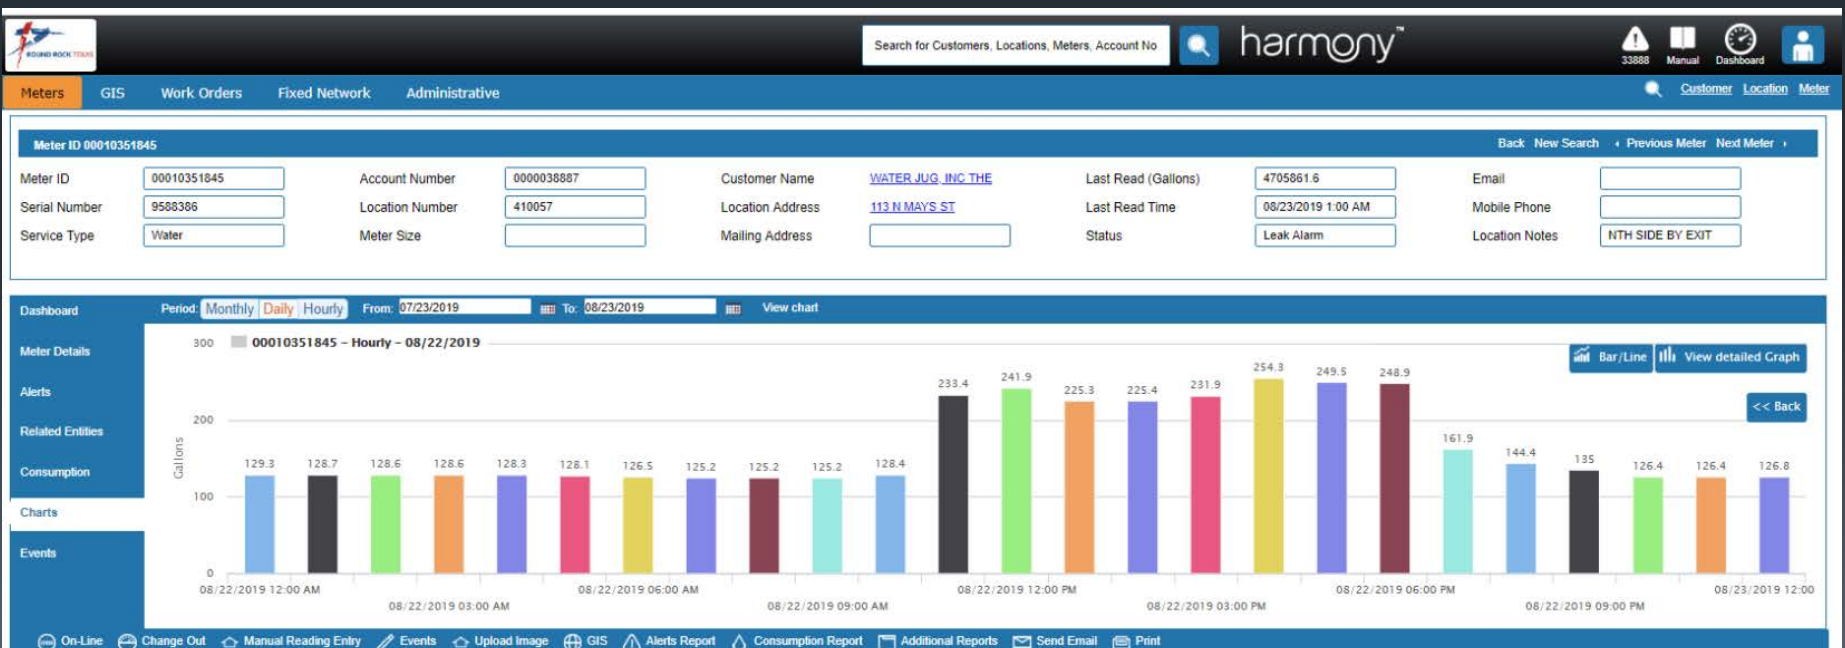 ROUND ROCK TEXAS
Search for Customers, Locations, Meters, Account No
harmony™
33888 Manual Dashboard
Meters GIS Work Orders Fixed Network Administrative
Customer Location Meter
Meter ID 00010351845
Back New Search Previous Meter Next Meter
Meter ID 00010351845 Account Number 0000038887 Customer Name WATER JUG, INC THE Last Read (Gallons) 4705861.6 Email
Serial Number 9588386 Location Number 410057 Location Address 113 N MAYS ST Last Read Time 08/23/2019 1:00 AM Mobile Phone
Service Type Water Meter Size Mailing Address Status Leak Alarm Location Notes NTH SIDE BY EXIT
Dashboard
Meter Details
Alerts
Related Entities
Consumption
Charts
Events
Period: Monthly Daily Hourly From: 07/23/2019 To: 08/23/2019 View chart
00010351845 – Hourly – 08/22/2019
Bar/Line View detailed Graph
<< Back
Gallons
300
200
100
0
129.3 128.7 128.6 128.6 128.3 128.1 126.5 125.2 125.2 125.2 128.4 233.4 241.9 225.3 225.4 231.9 254.3 249.5 248.9 161.9 144.4 135 126.4 126.4 126.8
08/22/2019 12:00 AM 08/22/2019 03:00 AM 08/22/2019 06:00 AM 08/22/2019 09:00 AM 08/22/2019 12:00 PM 08/22/2019 03:00 PM 08/22/2019 06:00 PM 08/22/2019 09:00 PM 08/23/2019 12:00
On-Line Change Out Manual Reading Entry Events Upload Image GIS Alerts Report Consumption Report Additional Reports Send Email Print